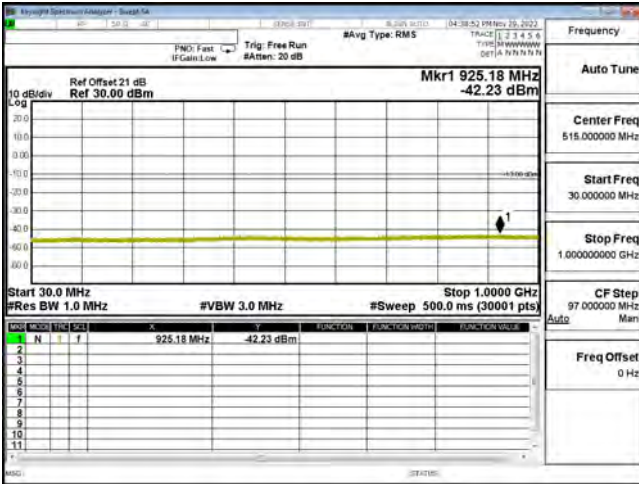 Keysight Spectrum Analyzer - Swept SA
04:38:52 PM Nov 29, 2022
Frequency
#Avg Type: RMS
TRACE 1 2 3 4 5 6
PNO: Fast
Trig: Free Run
TYPE M WWWWW
IFGain:Low
#Atten: 20 dB
DET A N N N N N
Auto Tune
Ref Offset 21 dB
Mkr1 925.18 MHz
10 dB/div
Ref 30.00 dBm
-42.23 dBm
Log
20.0
10.0
0.00
-10.0
-13.00 dBm
-20.0
-30.0
-40.0
-50.0
-60.0
1
Center Freq
515.000000 MHz
Start Freq
30.000000 MHz
Stop Freq
1.000000000 GHz
Start 30.0 MHz
Stop 1.0000 GHz
#Res BW 1.0 MHz
#VBW 3.0 MHz
#Sweep 500.0 ms (30001 pts)
CF Step
97.000000 MHz
Auto
Man
MKR MODE TRC SCL X Y FUNCTION FUNCTION WIDTH FUNCTION VALUE
1 N 1 f 925.18 MHz -42.23 dBm
2
3
4
5
6
7
8
9
10
11
Freq Offset
0 Hz
MSG
STATUS